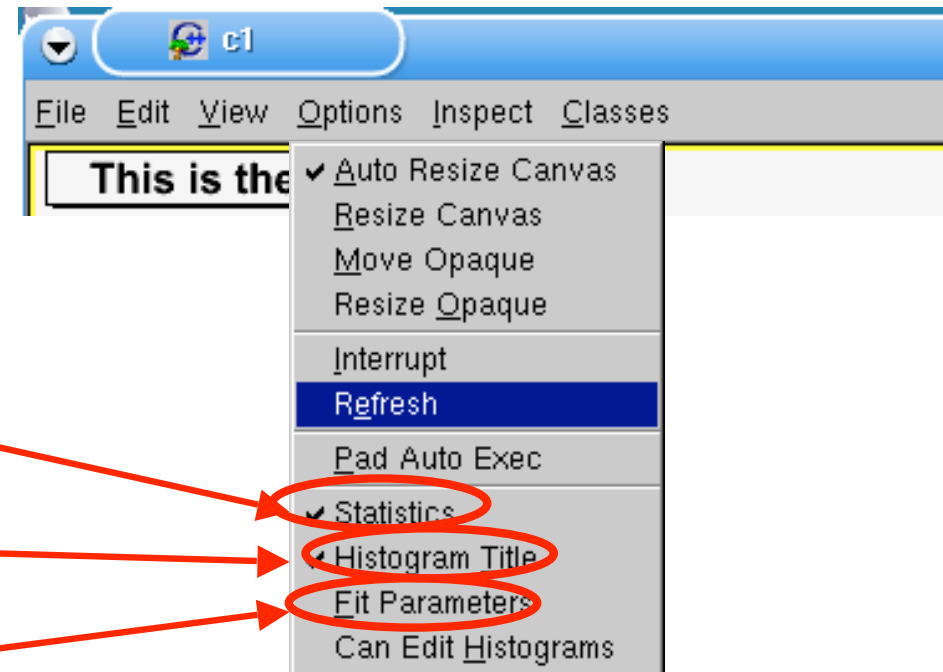 c1
File Edit View Options Inspect Classes
This is the
Auto Resize Canvas
Resize Canvas
Move Opaque
Resize Opaque
Interrupt
Refresh
Pad Auto Exec
Statistics
Histogram Title
Fit Parameters
Can Edit Histograms